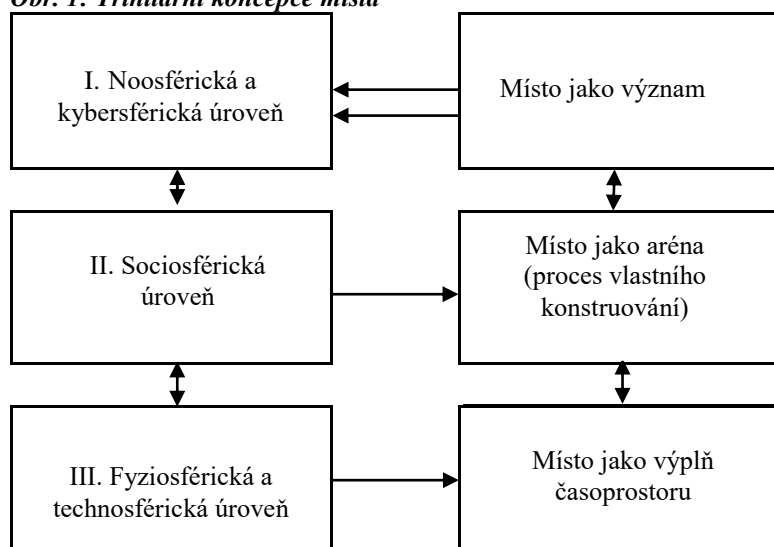 Obr. 1: Trinitární koncepce místa
I. Noosférická a
kybersférická úroveň
Místo jako význam
II. Sociosférická
úroveň
Místo jako aréna
(proces vlastního
konstruování)
III. Fyziosférická a
technosférická úroveň
Místo jako výplň
časoprostoru